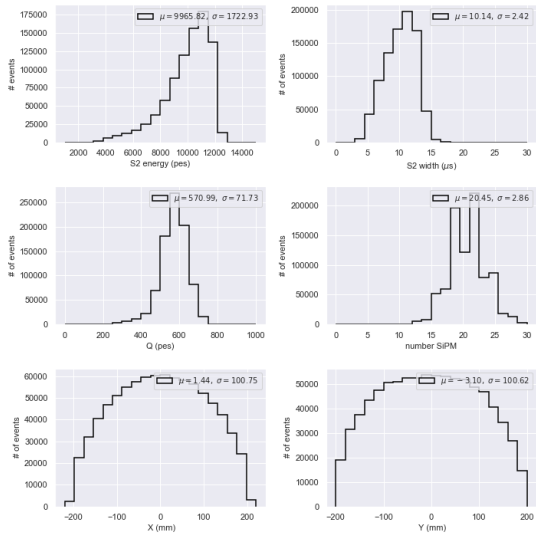 μ = 9965.82, σ = 1722.93
# of events
175000
150000
125000
100000
75000
50000
25000
0
2000 4000 6000 8000 10000 12000 14000
S2 energy (pes)
μ = 10.14, σ = 2.42
# of events
200000
150000
100000
50000
0
0 5 10 15 20 25 30
S2 width (μs)
μ = 570.99, σ = 71.73
# of events
250000
200000
150000
100000
50000
0
0 200 400 600 800 1000
Q (pes)
μ = 20.45, σ = 2.86
# of events
200000
150000
100000
50000
0
0 5 10 15 20 25 30
number SiPM
μ = 1.44, σ = 100.75
# of events
60000
50000
40000
30000
20000
10000
0
−200 −100 0 100 200
X (mm)
μ = −3.10, σ = 100.62
# of events
50000
40000
30000
20000
10000
0
−200 −100 0 100 200
Y (mm)